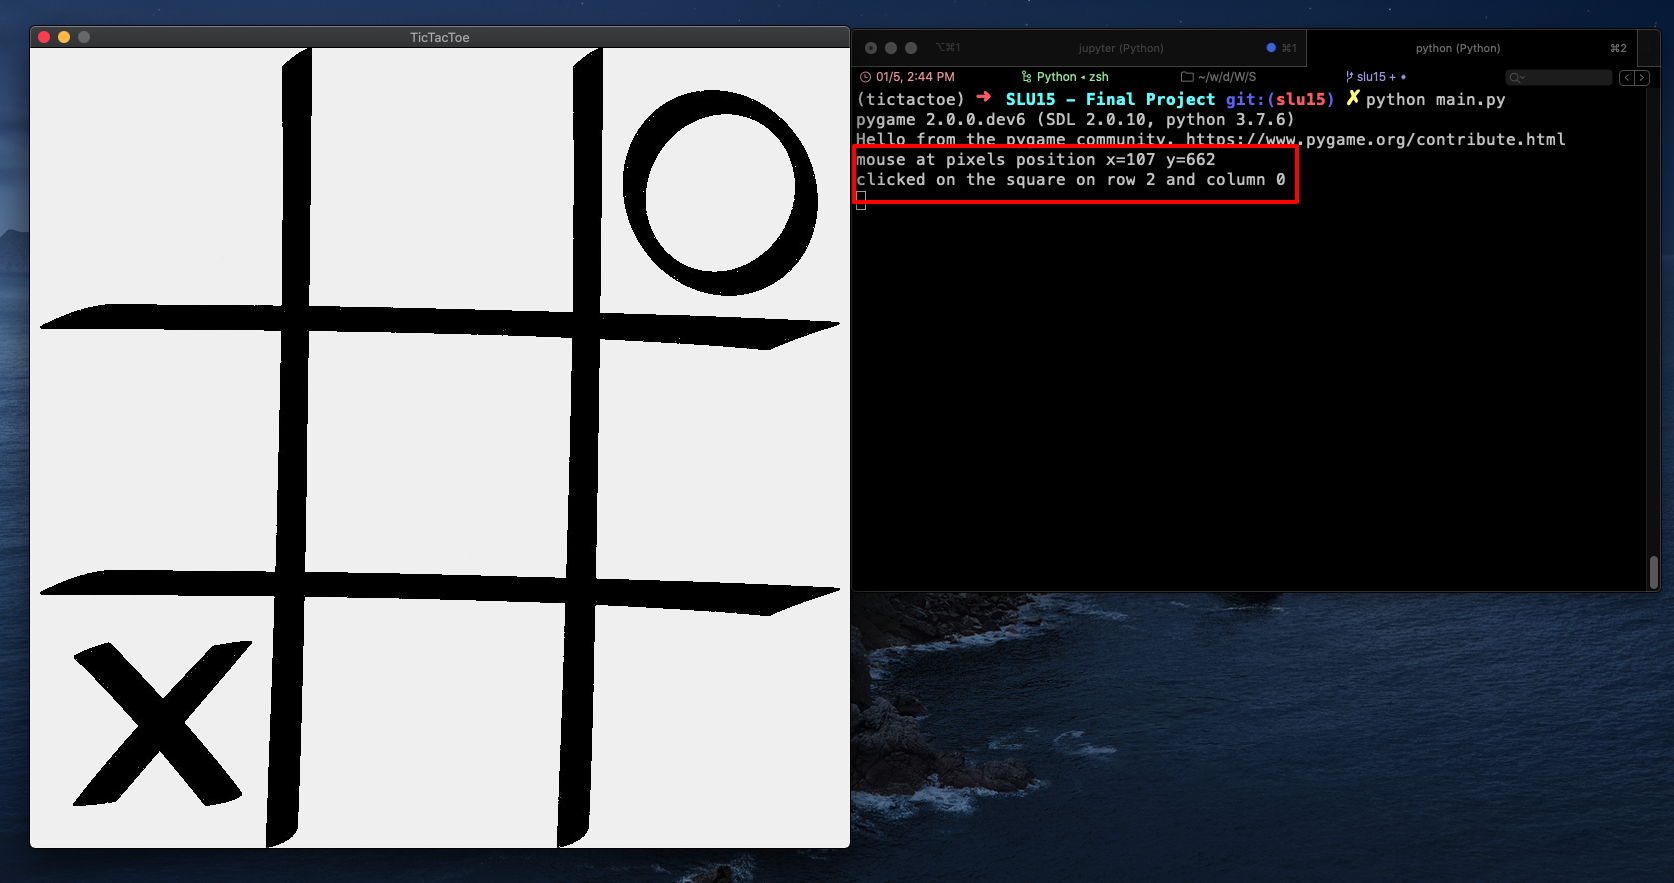 TicTacToe
⌥⌘1
jupyter (Python)
⌘1
python (Python)
⌘2
01/5, 2:44 PM
Python ◂ zsh
~/w/d/W/S
slu15 + •
(tictactoe) ➜ SLU15 - Final Project git:(slu15) ✗ python main.py
pygame 2.0.0.dev6 (SDL 2.0.10, python 3.7.6)
Hello from the pygame community. https://www.pygame.org/contribute.html
mouse at pixels position x=107 y=662
clicked on the square on row 2 and column 0
O
X